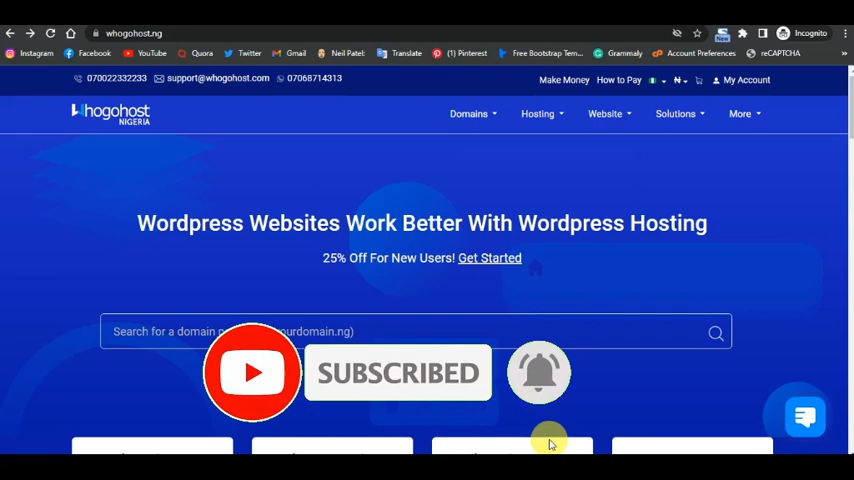 whogohost.ng
Incognito
Instagram Facebook YouTube Quora Twitter Gmail Neil Patel: Translate (1) Pinterest Free Bootstrap Tem... Grammaly Account Preferences reCAPTCHA
New
070022332233 support@whogohost.com 07068714313 Make Money How to Pay ₦ My Account
Whogohost
NIGERIA
Domains Hosting Website Solutions More
Wordpress Websites Work Better With Wordpress Hosting
25% Off For New Users! Get Started
Search for a domain ourdomain.ng)
SUBSCRIBED